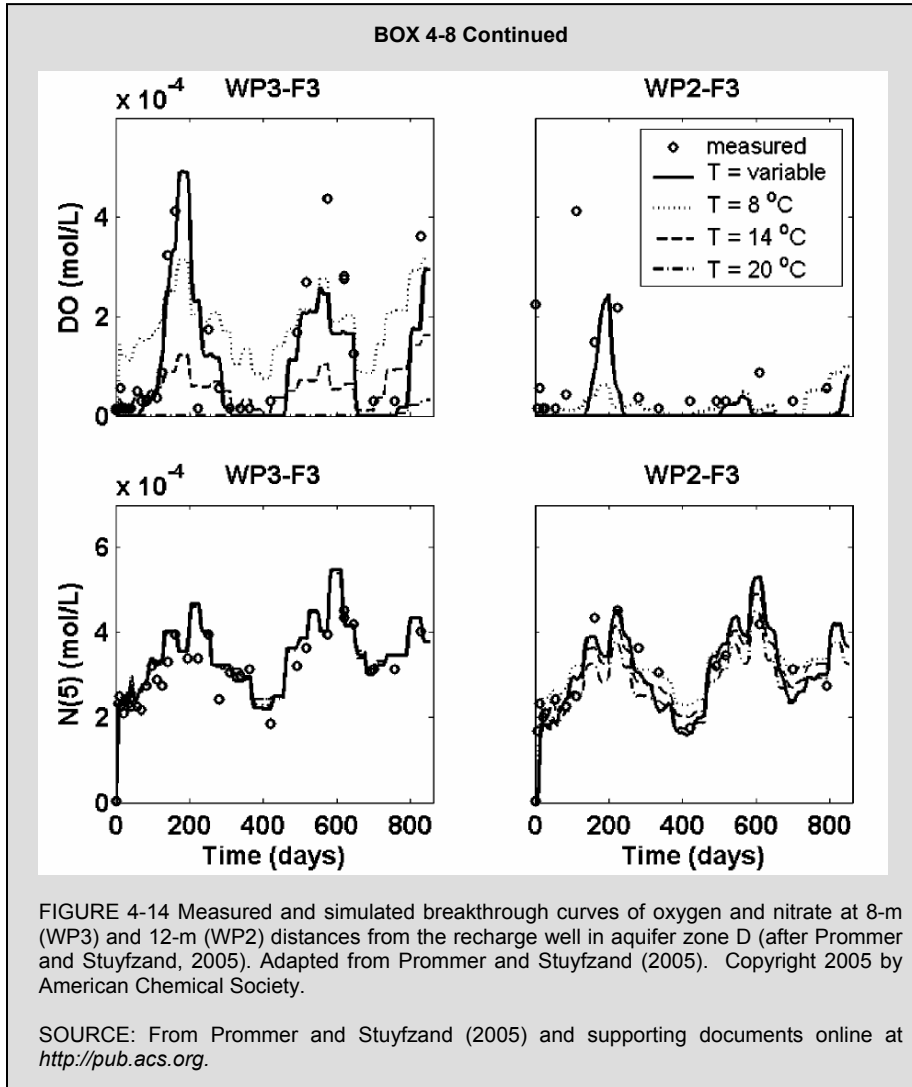 BOX 4-8 Continued
x 10⁻⁴
WP3-F3
WP2-F3
DO (mol/L)
4
2
0
measured
T = variable
T = 8 °C
T = 14 °C
T = 20 °C
x 10⁻⁴
WP3-F3
WP2-F3
N(5) (mol/L)
6
4
2
0
0 200 400 600 800
0 200 400 600 800
Time (days)
Time (days)
FIGURE 4-14 Measured and simulated breakthrough curves of oxygen and nitrate at 8-m
(WP3) and 12-m (WP2) distances from the recharge well in aquifer zone D (after Prommer
and Stuyfzand, 2005). Adapted from Prommer and Stuyfzand (2005). Copyright 2005 by
American Chemical Society.
SOURCE: From Prommer and Stuyfzand (2005) and supporting documents online at
http://pub.acs.org.